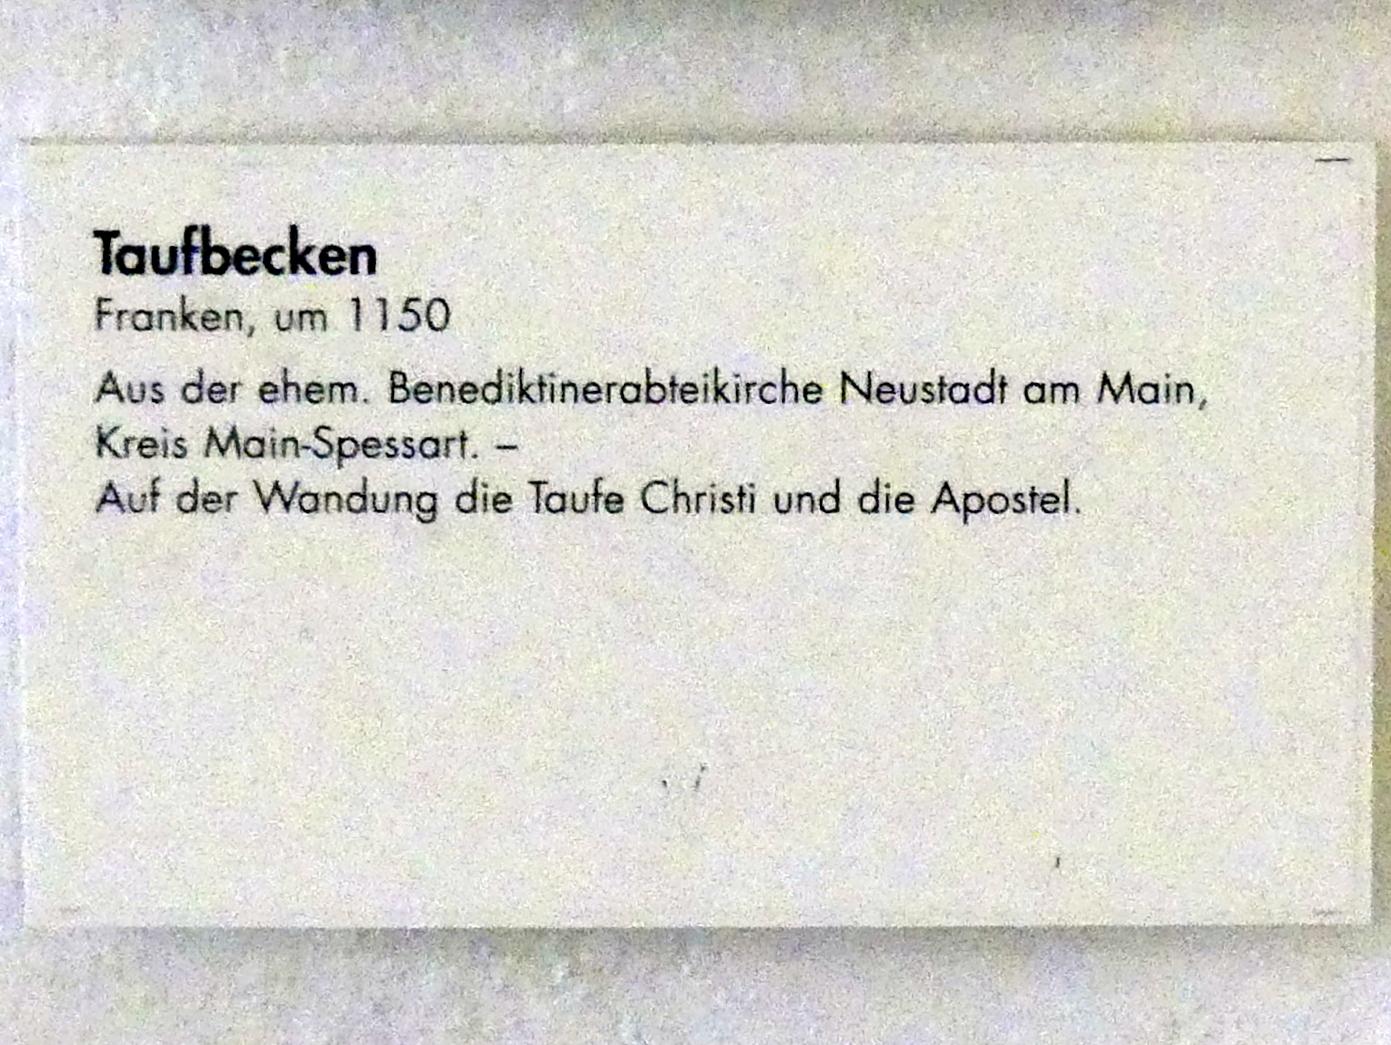 Taufbecken
Franken, um 1150
Aus der ehem. Benediktinerabteikirche Neustadt am Main,
Kreis Main-Spessart. –
Auf der Wandung die Taufe Christi und die Apostel.